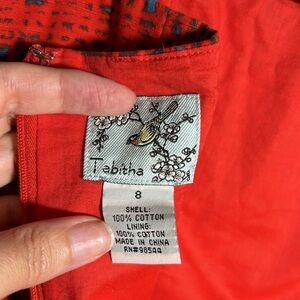 Tabitha
8
SHELL:
100% COTTON
LINING:
100% COTTON
MADE IN CHINA
RN#98544